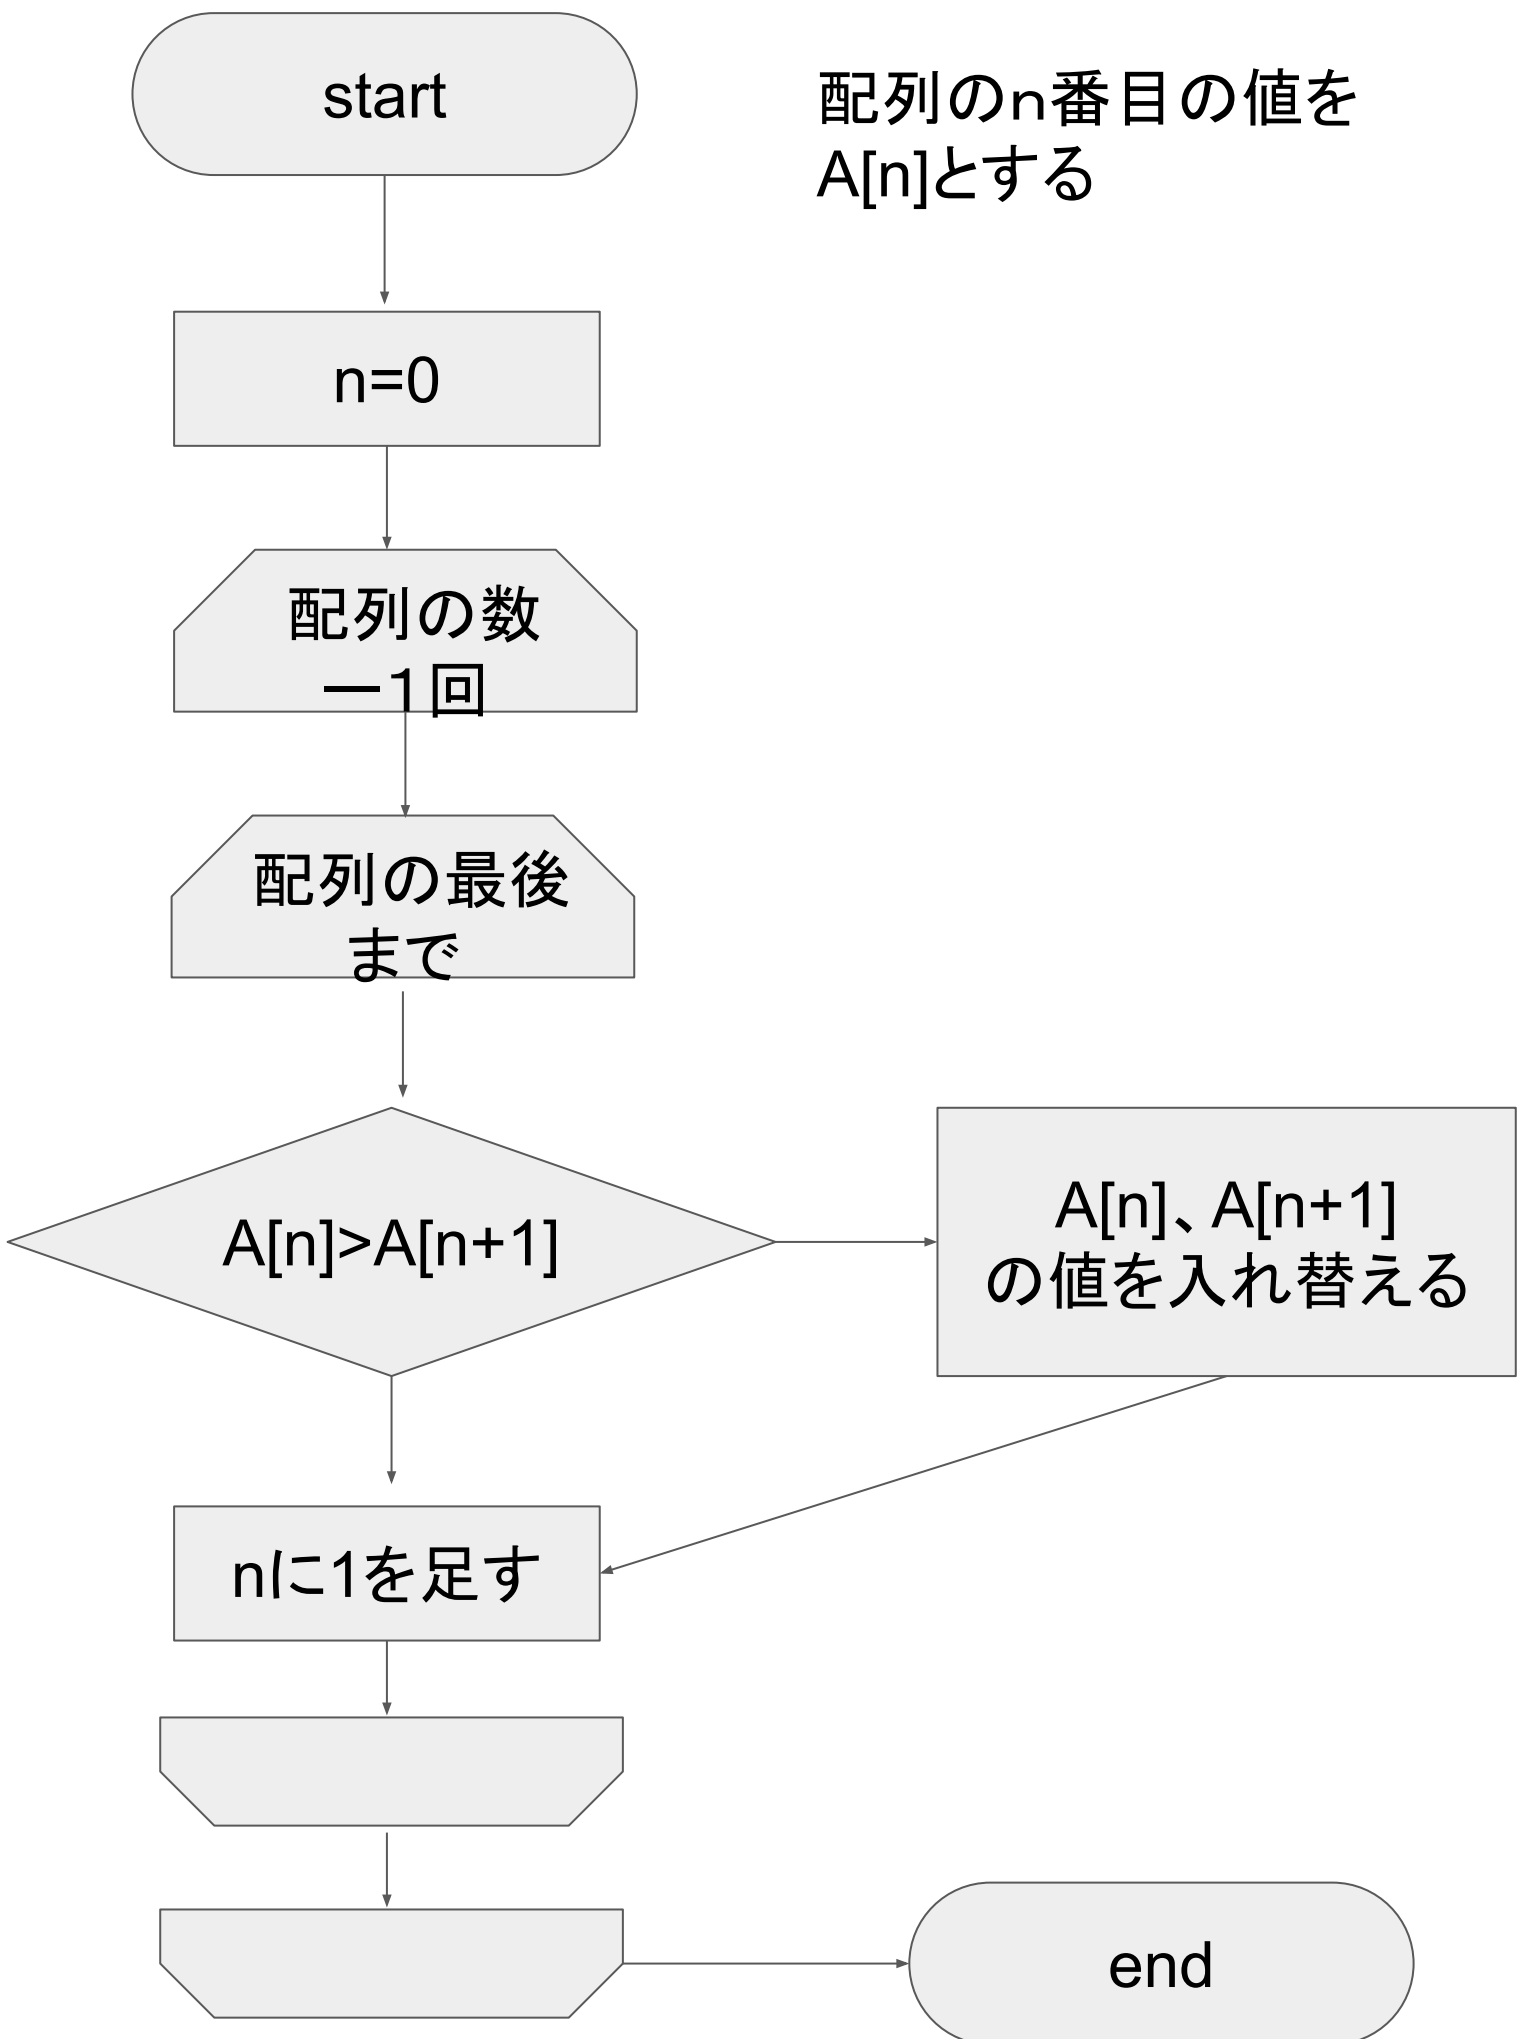 start
配列のｎ番目の値を
A[n]とする
n=0
配列の数
ー１回
配列の最後
まで
A[n]>A[n+1]
A[n]、A[n+1]
の値を入れ替える
nに1を足す
end